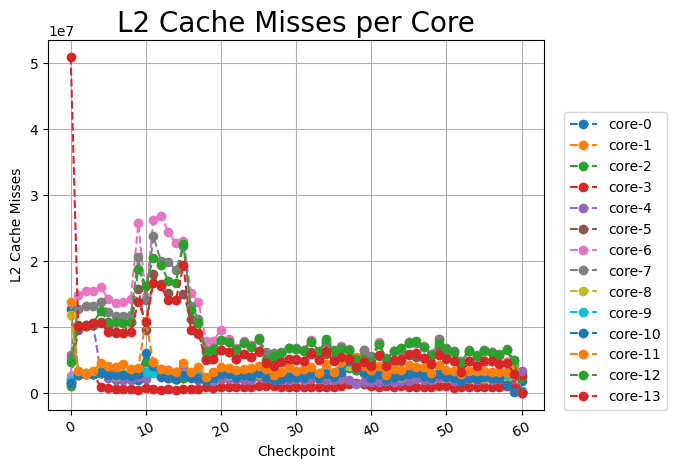 L2 Cache Misses per Core
1e7
5
4
3
2
1
0
L2 Cache Misses
0
10
20
30
40
50
60
Checkpoint
core-0
core-1
core-2
core-3
core-4
core-5
core-6
core-7
core-8
core-9
core-10
core-11
core-12
core-13